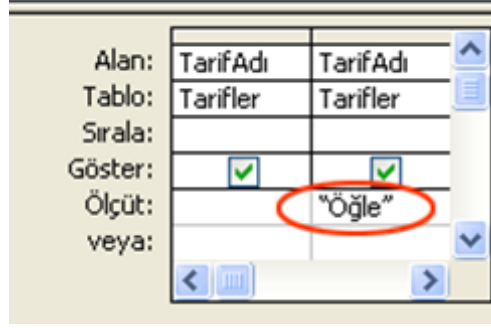 Alan: TarifAdı TarifAdı
Tablo: Tarifler Tarifler
Sırala:
Göster:
Ölçüt: "Öğle"
veya: